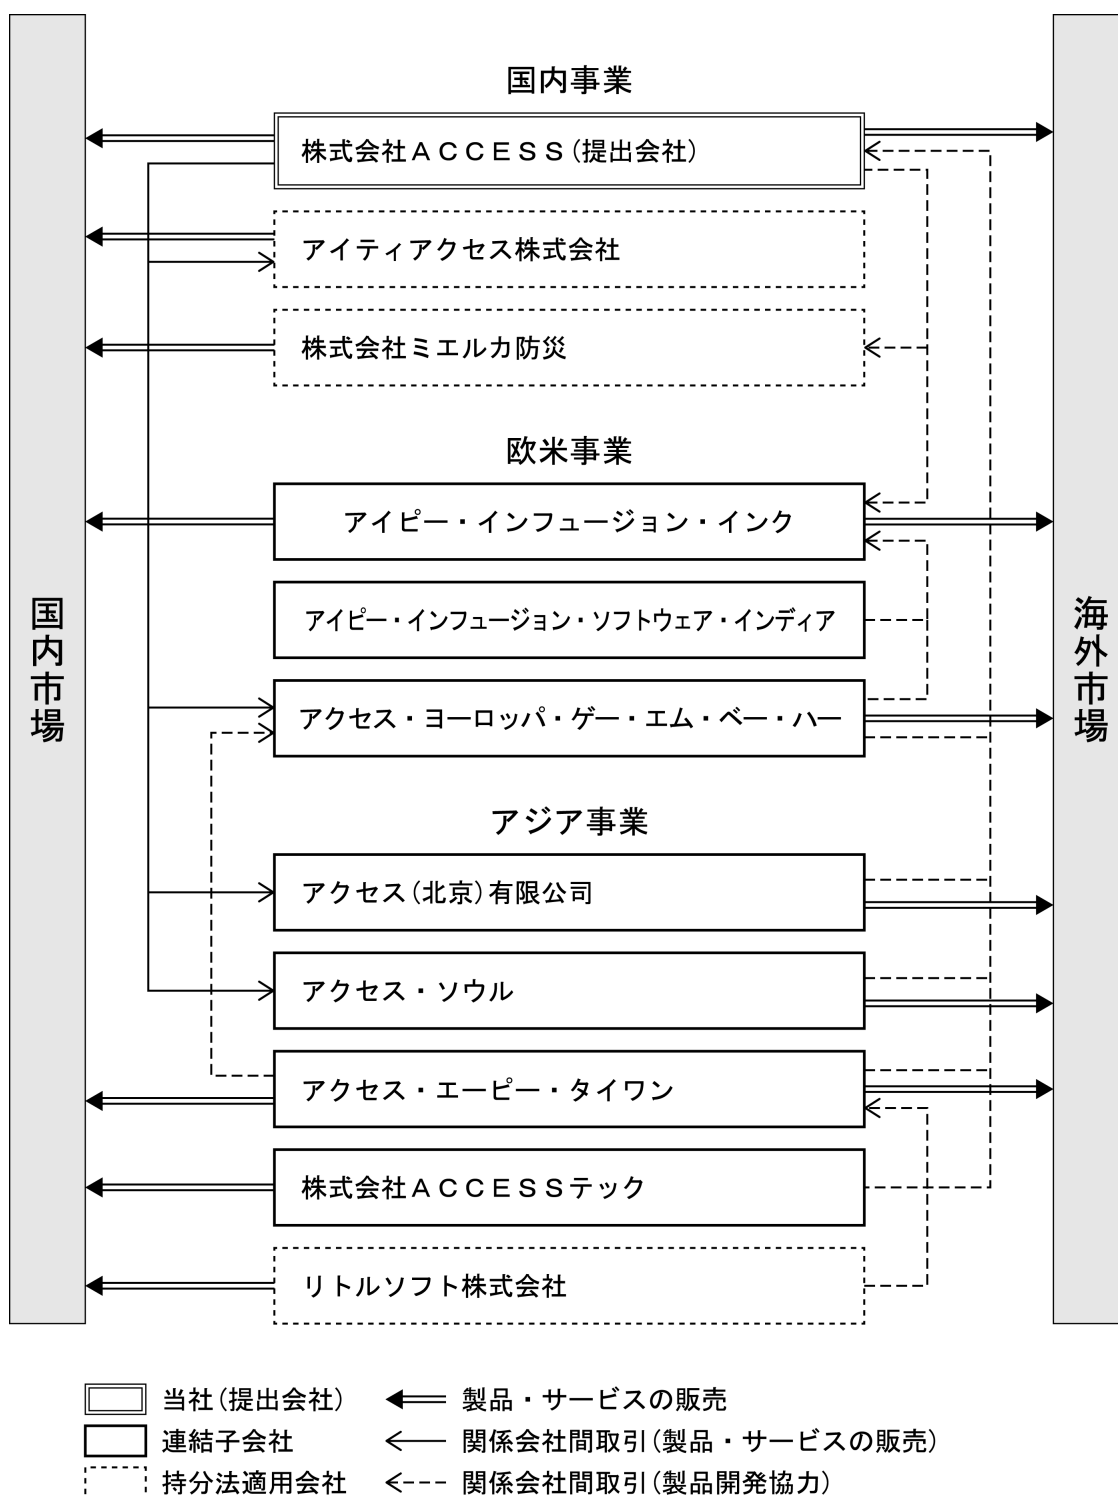 国内市場
海外市場
国内事業
株式会社ＡＣＣＥＳＳ(提出会社)
アイティアクセス株式会社
株式会社ミエルカ防災
欧米事業
アイピー・インフュージョン・インク
アイピー・インフュージョン・ソフトウェア・インディア
アクセス・ヨーロッパ・ゲー・エム・ベー・ハー
アジア事業
アクセス(北京)有限公司
アクセス・ソウル
アクセス・エーピー・タイワン
株式会社ＡＣＣＥＳＳテック
リトルソフト株式会社
当社(提出会社)
製品・サービスの販売
連結子会社
関係会社間取引(製品・サービスの販売)
持分法適用会社
関係会社間取引(製品開発協力)